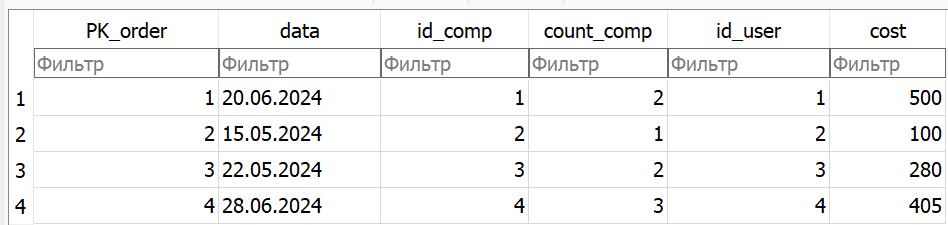 PK_order data id_comp count_comp id_user cost
Фильтр Фильтр Фильтр Фильтр Фильтр Фильтр
1 1 20.06.2024 1 2 1 500
2 2 15.05.2024 2 1 2 100
3 3 22.05.2024 3 2 3 280
4 4 28.06.2024 4 3 4 405